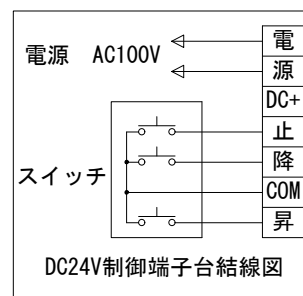 電源 AC100V
電
源
DC+
止
降
COM
昇
スイッチ
DC24V制御端子台結線図